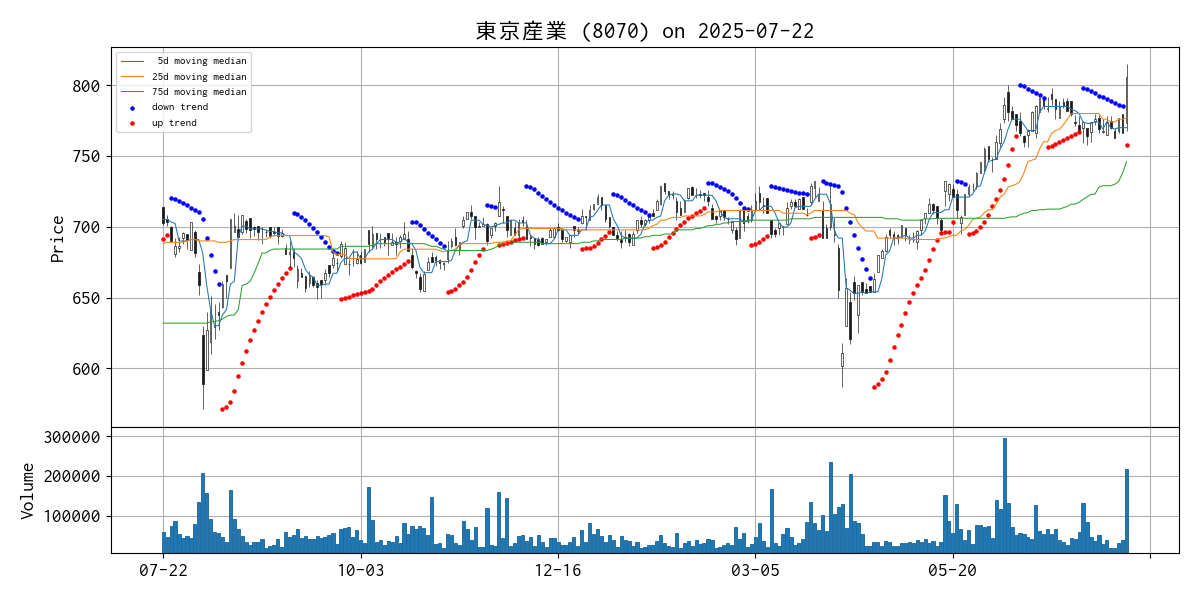 東京産業 (8070) on 2025-07-22
5d moving median
25d moving median
75d moving median
down trend
up trend
Price
800
750
700
650
600
Volume
300000
200000
100000
07-22 10-03 12-16 03-05 05-20